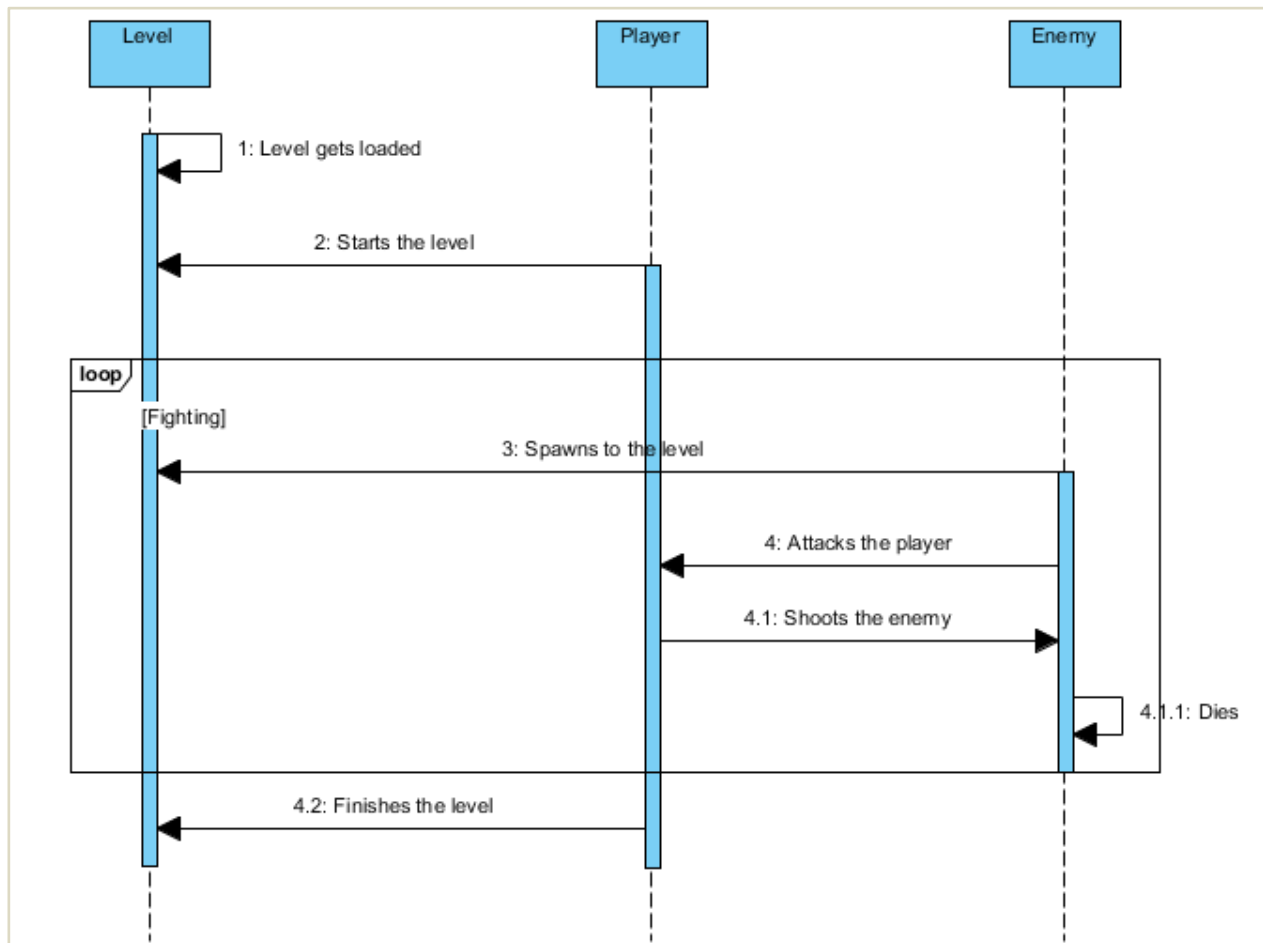 Level
Player
Enemy
1: Level gets loaded
2: Starts the level
loop
[Fighting]
3: Spawns to the level
4: Attacks the player
4.1: Shoots the enemy
4.1.1: Dies
4.2: Finishes the level